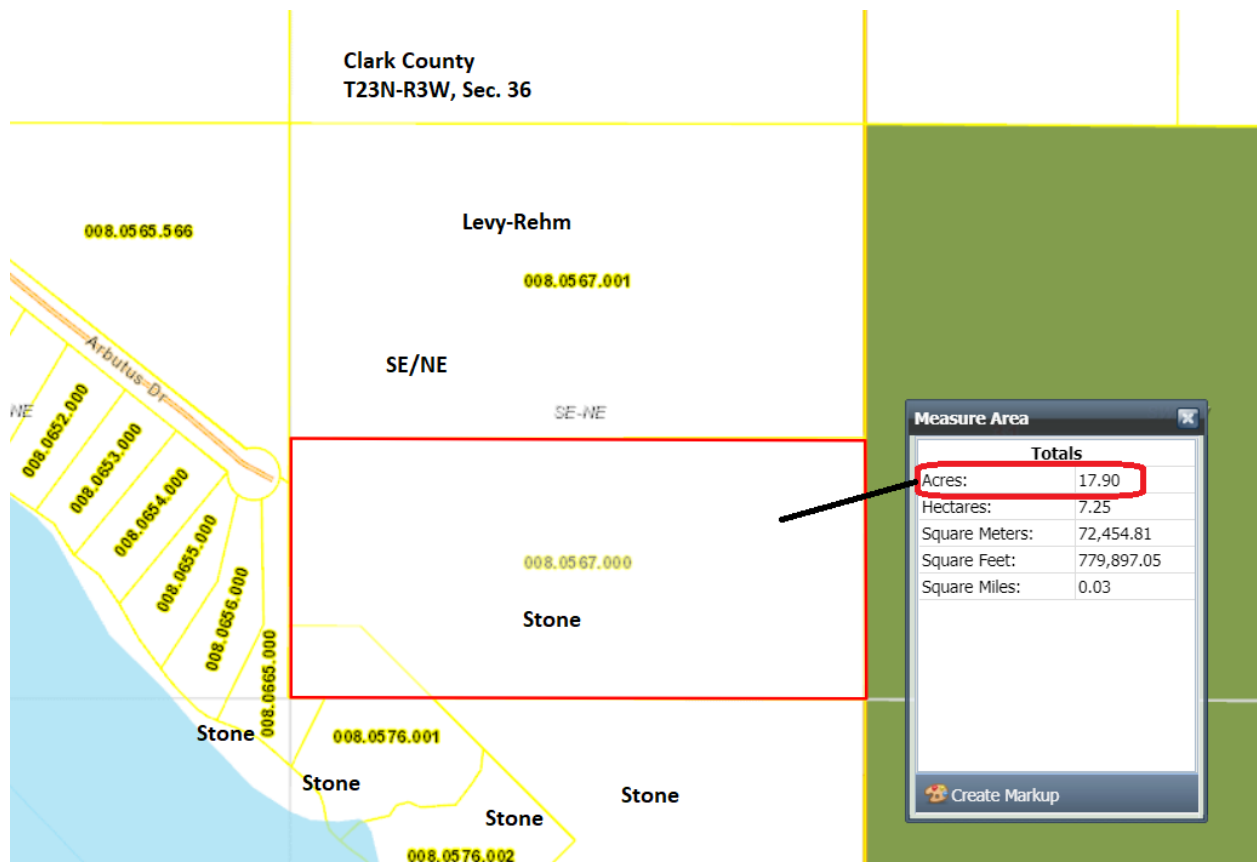 Clark County
T23N-R3W, Sec. 36
008.0565.566
Levy-Rehm
008.0567.001
Arbutus Dr
SE/NE
SE-NE
NE
008.0652.000
008.0653.000
008.0654.000
008.0655.000
008.0656.000
008.0665.000
008.0567.000
Stone
Measure Area
Totals
Acres: 17.90
Hectares: 7.25
Square Meters: 72,454.81
Square Feet: 779,897.05
Square Miles: 0.03
Create Markup
Stone
008.0576.001
Stone
Stone
Stone
008.0576.002